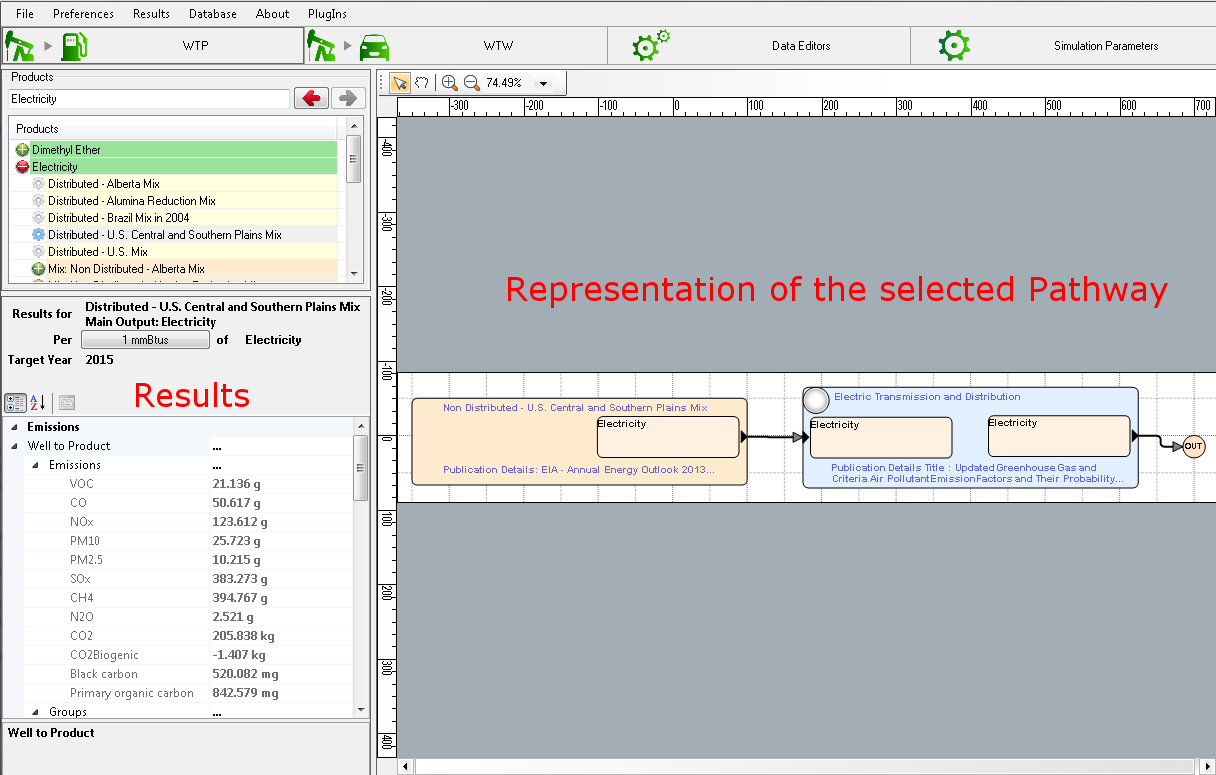 File Preferences Results Database About PlugIns
WTP WTW Data Editors Simulation Parameters
Products
Electricity
Products
Dimethyl Ether
Electricity
Distributed - Alberta Mix
Distributed - Alumina Reduction Mix
Distributed - Brazil Mix in 2004
Distributed - U.S. Central and Southern Plains Mix
Distributed - U.S. Mix
Mix: Non Distributed - Alberta Mix
Results for Distributed - U.S. Central and Southern Plains Mix
Main Output: Electricity
Per 1 mmBtus of Electricity
Target Year 2015
Results
Emissions
Well to Product ...
Emissions ...
VOC 21.136 g
CO 50.617 g
NOx 123.612 g
PM10 25.723 g
PM2.5 10.215 g
SOx 383.273 g
CH4 394.767 g
N2O 2.521 g
CO2 205.838 kg
CO2Biogenic -1.407 kg
Black carbon 520.082 mg
Primary organic carbon 842.579 mg
Groups ...
Well to Product
74.49%
-300 -200 -100 0 100 200 300 400 500 600 700
-400
-300
-200
-100
0
100
200
300
400
Representation of the selected Pathway
Non Distributed - U.S. Central and Southern Plains Mix
Electricity
Publication Details: EIA - Annual Energy Outlook 2013...
Electric Transmission and Distribution
Electricity
Electricity
Publication Details Title : Updated Greenhouse Gas and
Criteria Air Pollutant Emission Factors and Their Probability...
OUT